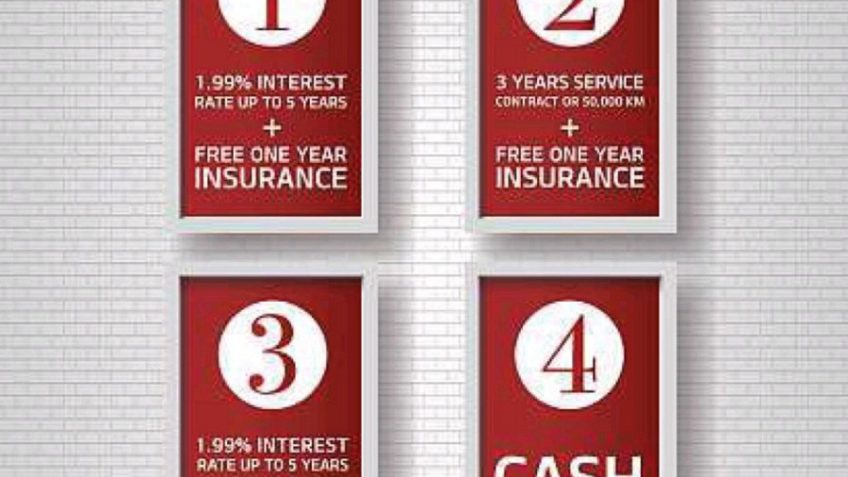 1
1.99% INTEREST
RATE UP TO 5 YEARS
+
FREE ONE YEAR
INSURANCE
2
3 YEARS SERVICE
CONTRACT OR 50,000 KM
+
FREE ONE YEAR
INSURANCE
3
1.99% INTEREST
RATE UP TO 5 YEARS
4
CASH